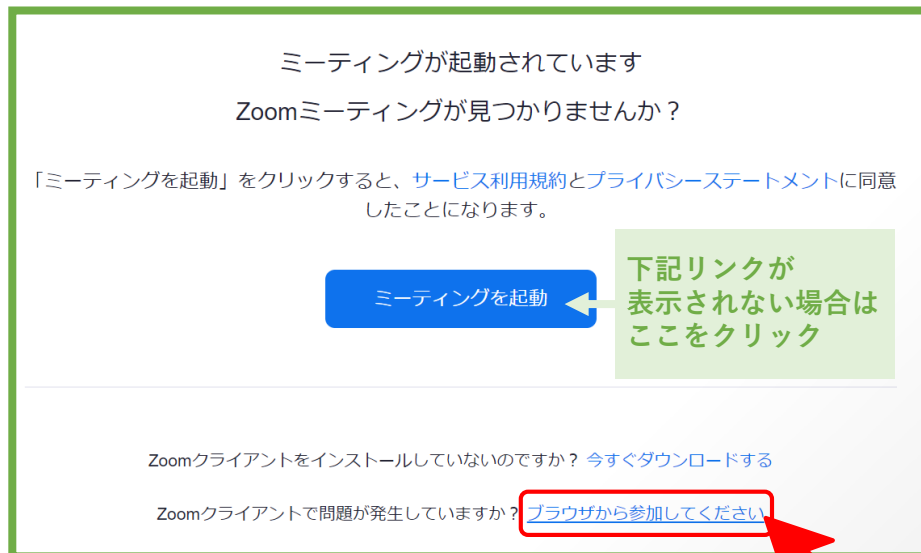 ミーティングが起動されています
Zoomミーティングが見つかりませんか？
「ミーティングを起動」をクリックすると、サービス利用規約とプライバシーステートメントに同意
したことになります。
ミーティングを起動
下記リンクが
表示されない場合は
ここをクリック
Zoomクライアントをインストールしていないのですか？ 今すぐダウンロードする
Zoomクライアントで問題が発生していますか？ ブラウザから参加してください